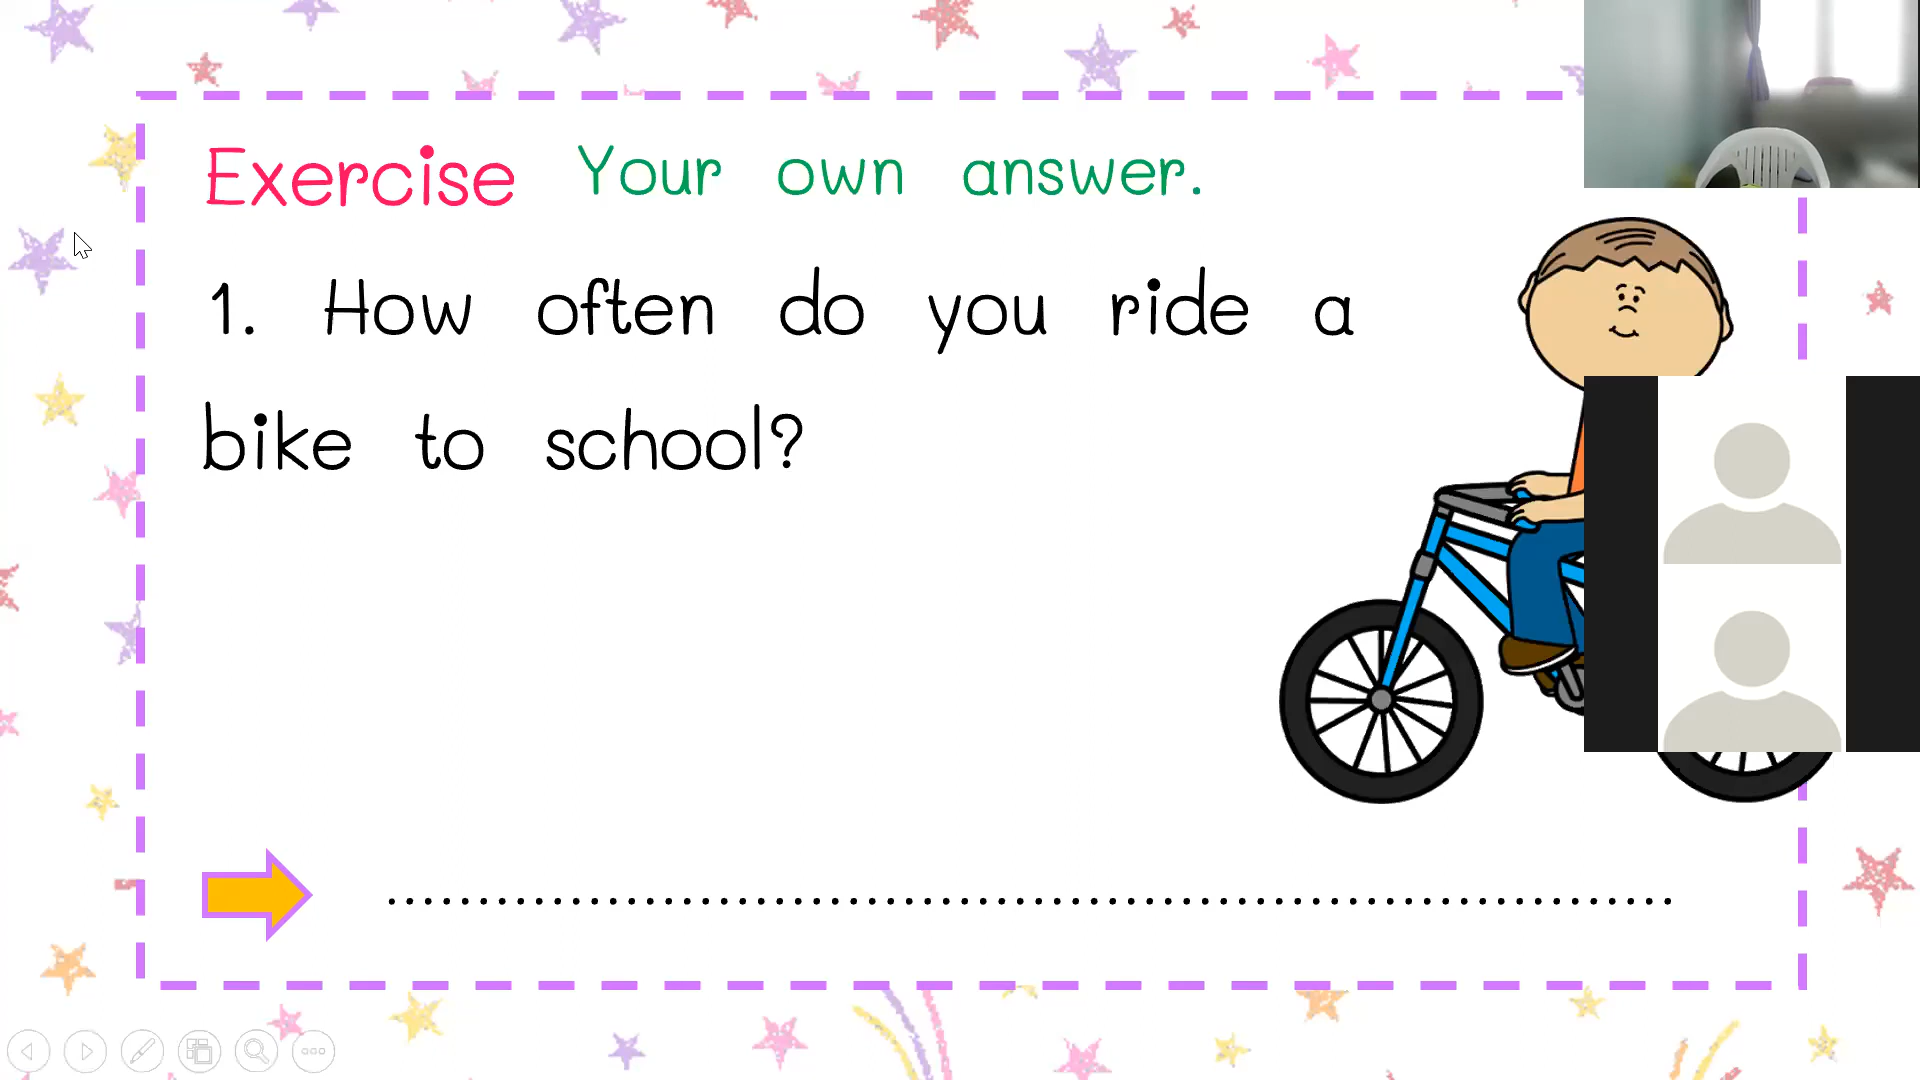 Exercise Your own answer.
1. How often do you ride a
bike to school?